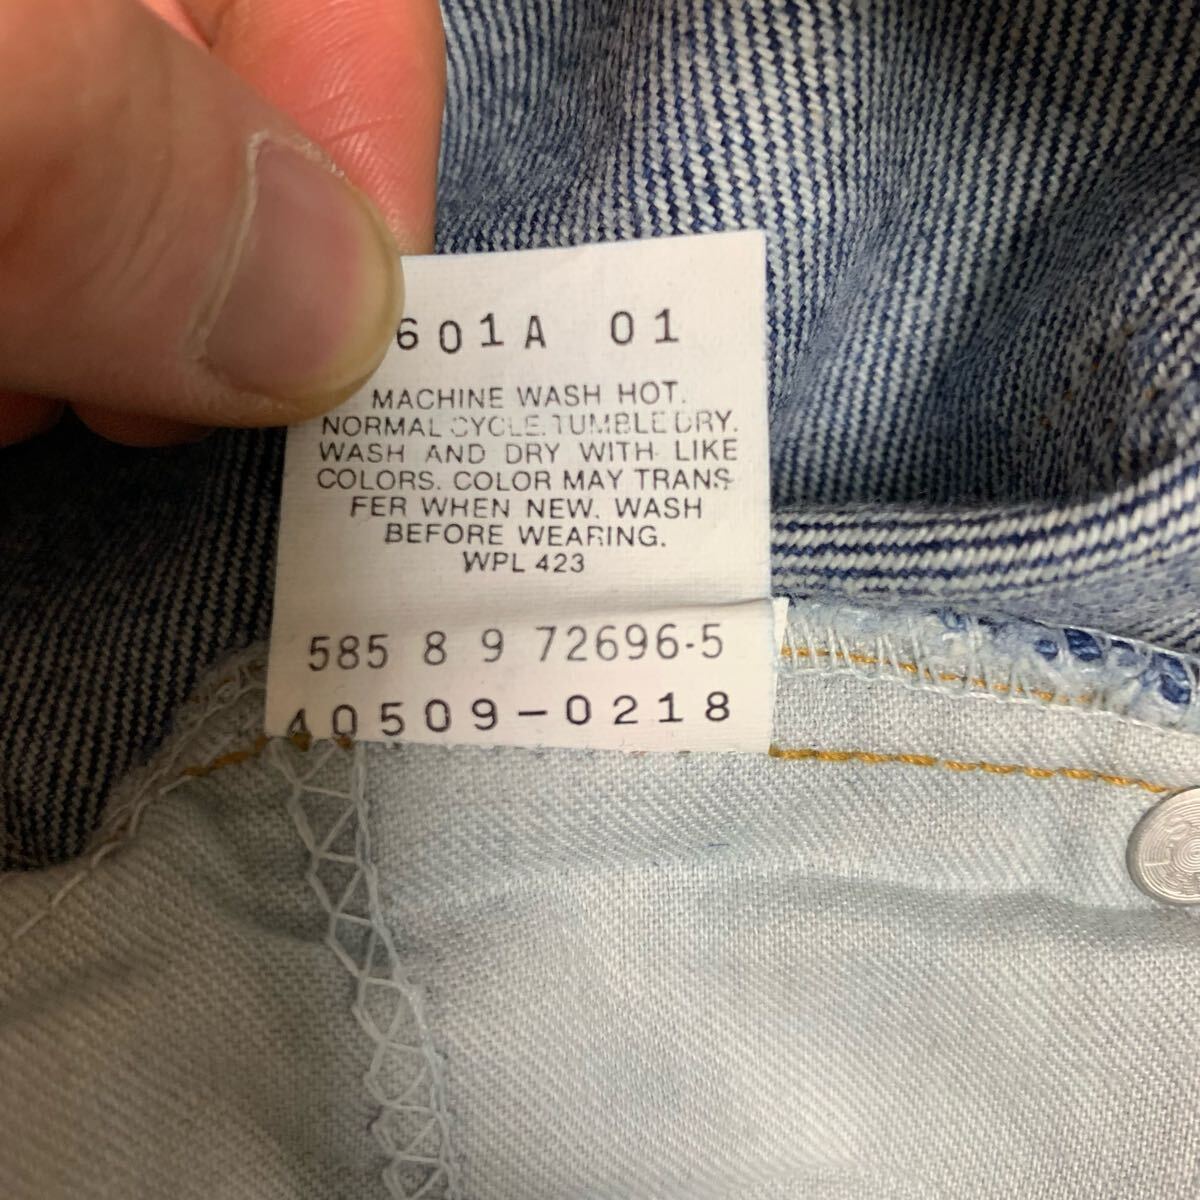 601A 01
MACHINE WASH HOT.
NORMAL CYCLE. TUMBLE DRY.
WASH AND DRY WITH LIKE
COLORS. COLOR MAY TRANS
FER WHEN NEW. WASH
BEFORE WEARING.
WPL 423
585 8 9 72696-5
40509-0218